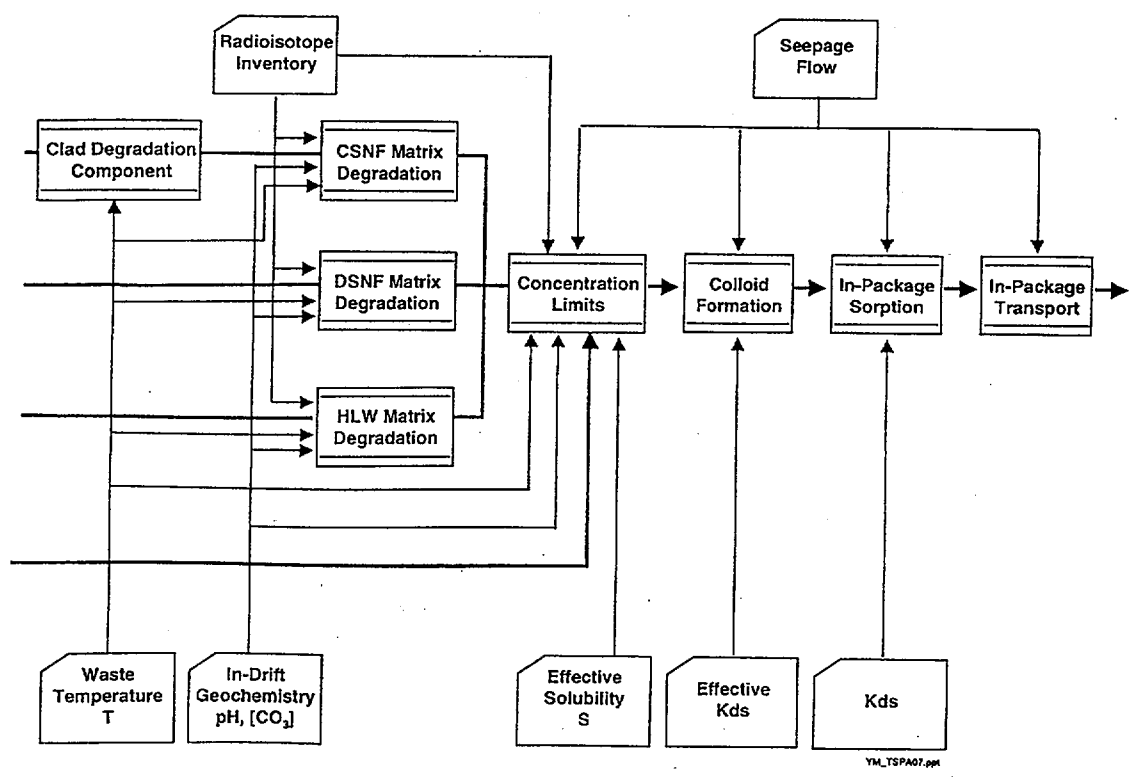 Radioisotope
Inventory
Seepage
Flow
Clad Degradation
Component
CSNF Matrix
Degradation
DSNF Matrix
Degradation
Concentration
Limits
Colloid
Formation
In-Package
Sorption
In-Package
Transport
HLW Matrix
Degradation
Waste
Temperature
T
In-Drift
Geochemistry
pH, [CO₃]
Effective
Solubility
S
Effective
Kds
Kds
YM_TSPA07.ppt